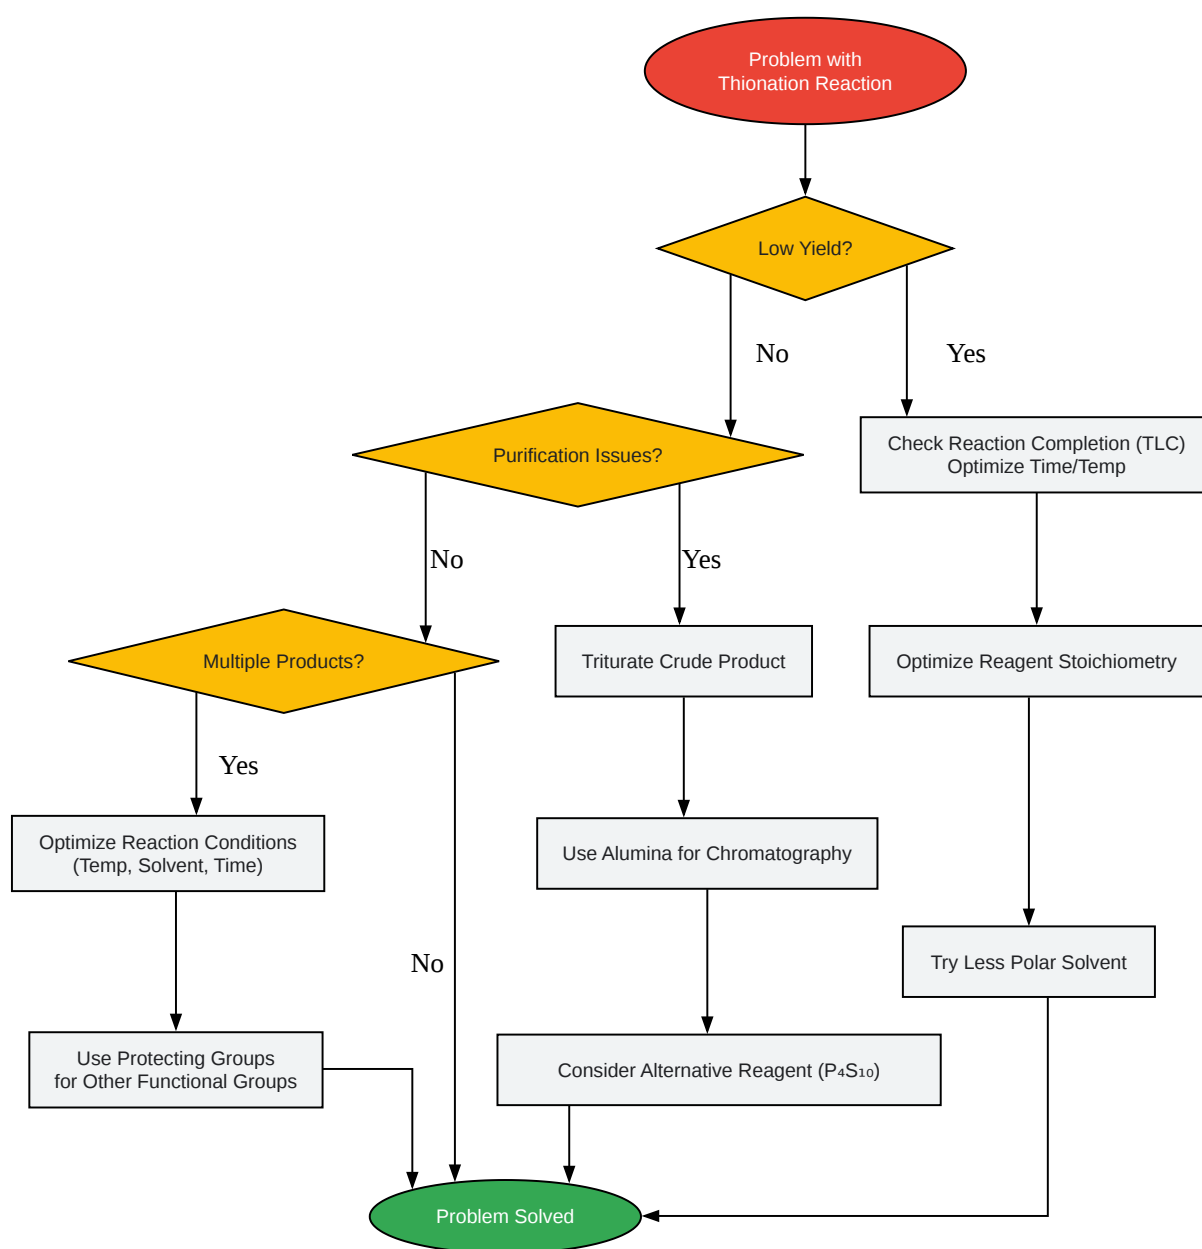 Problem with
Thionation Reaction
Low Yield?
No
Yes
Check Reaction Completion (TLC)
Optimize Time/Temp
Purification Issues?
No
Yes
Multiple Products?
Triturate Crude Product
Optimize Reagent Stoichiometry
Yes
Optimize Reaction Conditions
(Temp, Solvent, Time)
Use Alumina for Chromatography
No
Try Less Polar Solvent
Use Protecting Groups
for Other Functional Groups
Consider Alternative Reagent (P₄S₁₀)
Problem Solved